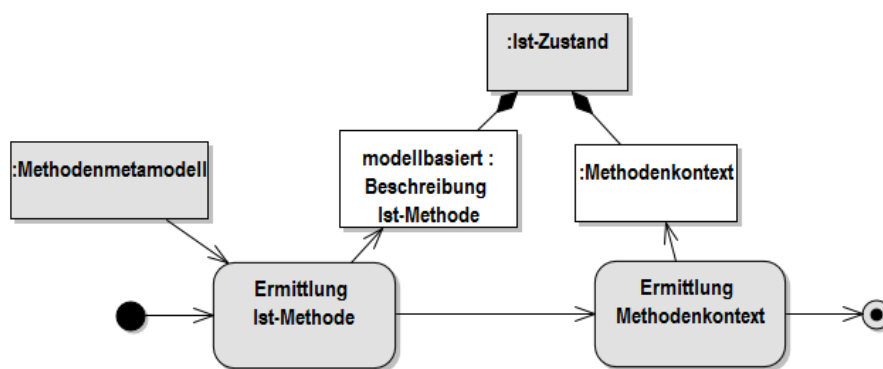 :Ist-Zustand
:Methodenmetamodell
modellbasiert :
Beschreibung
Ist-Methode
:Methodenkontext
Ermittlung
Ist-Methode
Ermittlung
Methodenkontext